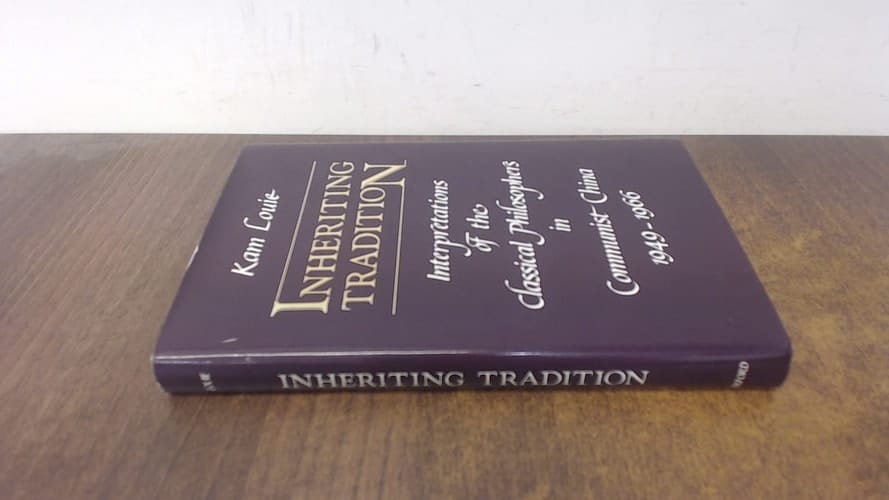 Kam Louie
INHERITING
TRADITION
Interpretations
of the
Classical Philosophers
in
Communist China
1949-1966
INHERITING TRADITION